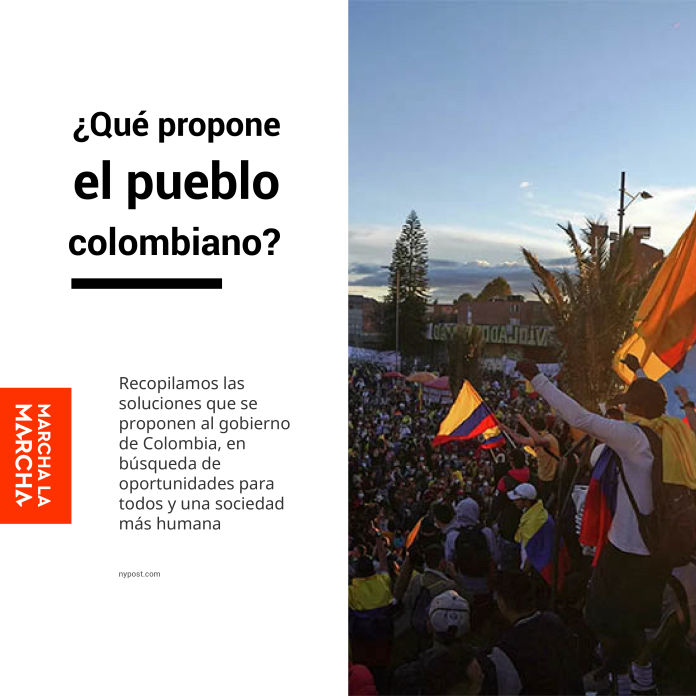 ¿Qué propone
el pueblo
colombiano?
MARCHA LA
MARCHA
Recopilamos las
soluciones que se
proponen al gobierno
de Colombia, en
búsqueda de
oportunidades para
todos y una sociedad
más humana
nypost.com